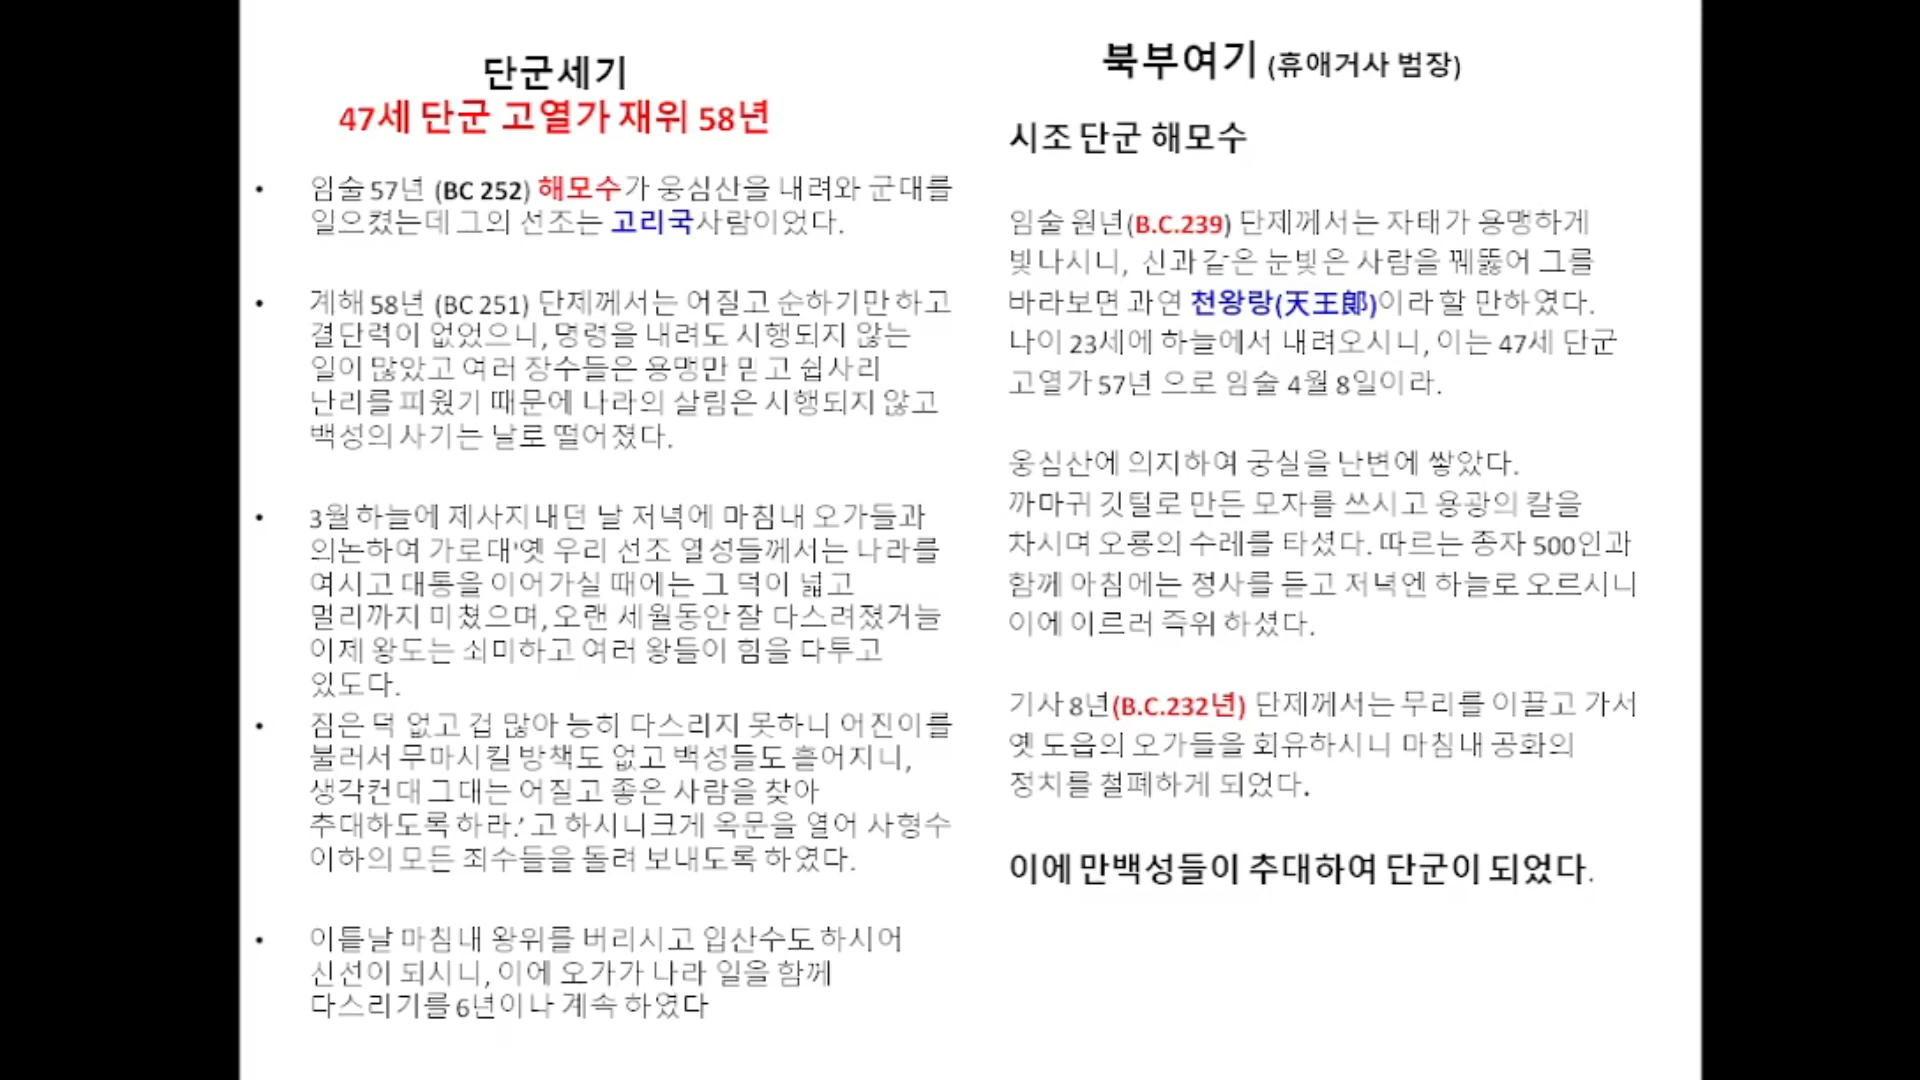 단군세기
47세 단군 고열가 재위 58년
• 임술 57년 (BC 252) 해모수가 웅심산을 내려와 군대를
일으켰는데 그의 선조는 고리국사람이었다.
• 계해 58년 (BC 251) 단제께서는 어질고 순하기만 하고
결단력이 없었으니, 명령을 내려도 시행되지 않는
일이 많았고 여러 장수들은 용맹만 믿고 쉽사리
난리를 피웠기 때문에 나라의 살림은 시행되지 않고
백성의 사기는 날로 떨어졌다.
• 3월 하늘에 제사지내던 날 저녁에 마침내 오가들과
의논하여 가로대'옛 우리 선조 열성들께서는 나라를
여시고 대통을 이어가실 때에는 그 덕이 넓고
멀리까지 미쳤으며, 오랜 세월동안 잘 다스려졌거늘
이제 왕도는 쇠미하고 여러 왕들이 힘을 다투고
있도다.
• 짐은 덕 없고 겁 많아 능히 다스리지 못하니 어진이를
불러서 무마시킬 방책도 없고 백성들도 흩어지니,
생각컨대 그대는 어질고 좋은 사람을 찾아
추대하도록 하라.’ 고 하시니크게 옥문을 열어 사형수
이하의 모든 죄수들을 돌려 보내도록 하였다.
• 이튿날 마침내 왕위를 버리시고 입산수도 하시어
신선이 되시니, 이에 오가가 나라 일을 함께
다스리기를 6년이나 계속 하였다
북부여기 (휴애거사 범장)
시조 단군 해모수
임술 원년(B.C.239) 단제께서는 자태가 용맹하게
빛나시니, 신과 같은 눈빛은 사람을 꿰뚫어 그를
바라보면 과연 천왕랑(天王郞)이라 할 만하였다.
나이 23세에 하늘에서 내려오시니, 이는 47세 단군
고열가 57년 으로 임술 4월 8일이라.
웅심산에 의지하여 궁실을 난변에 쌓았다.
까마귀 깃털로 만든 모자를 쓰시고 용광의 칼을
차시며 오룡의 수레를 타셨다. 따르는 종자 500인과
함께 아침에는 정사를 듣고 저녁엔 하늘로 오르시니
이에 이르러 즉위 하셨다.
기사 8년(B.C.232년) 단제께서는 무리를 이끌고 가서
옛 도읍의 오가들을 회유하시니 마침내 공화의
정치를 철폐하게 되었다.
이에 만백성들이 추대하여 단군이 되었다.